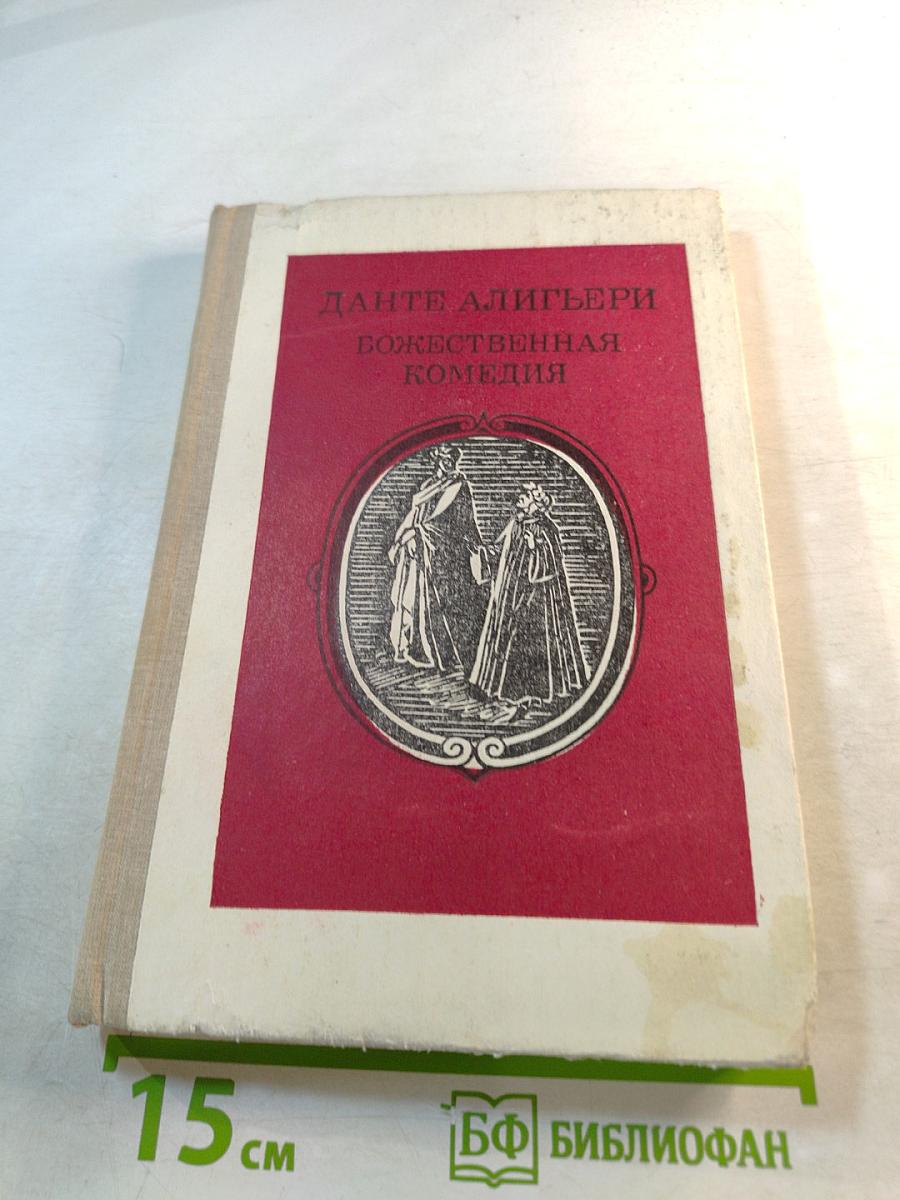 ДАНТЕ АЛИГЬЕРИ
БОЖЕСТВЕННАЯ
КОМЕДИЯ
15 см
БФ БИБЛИОФАН